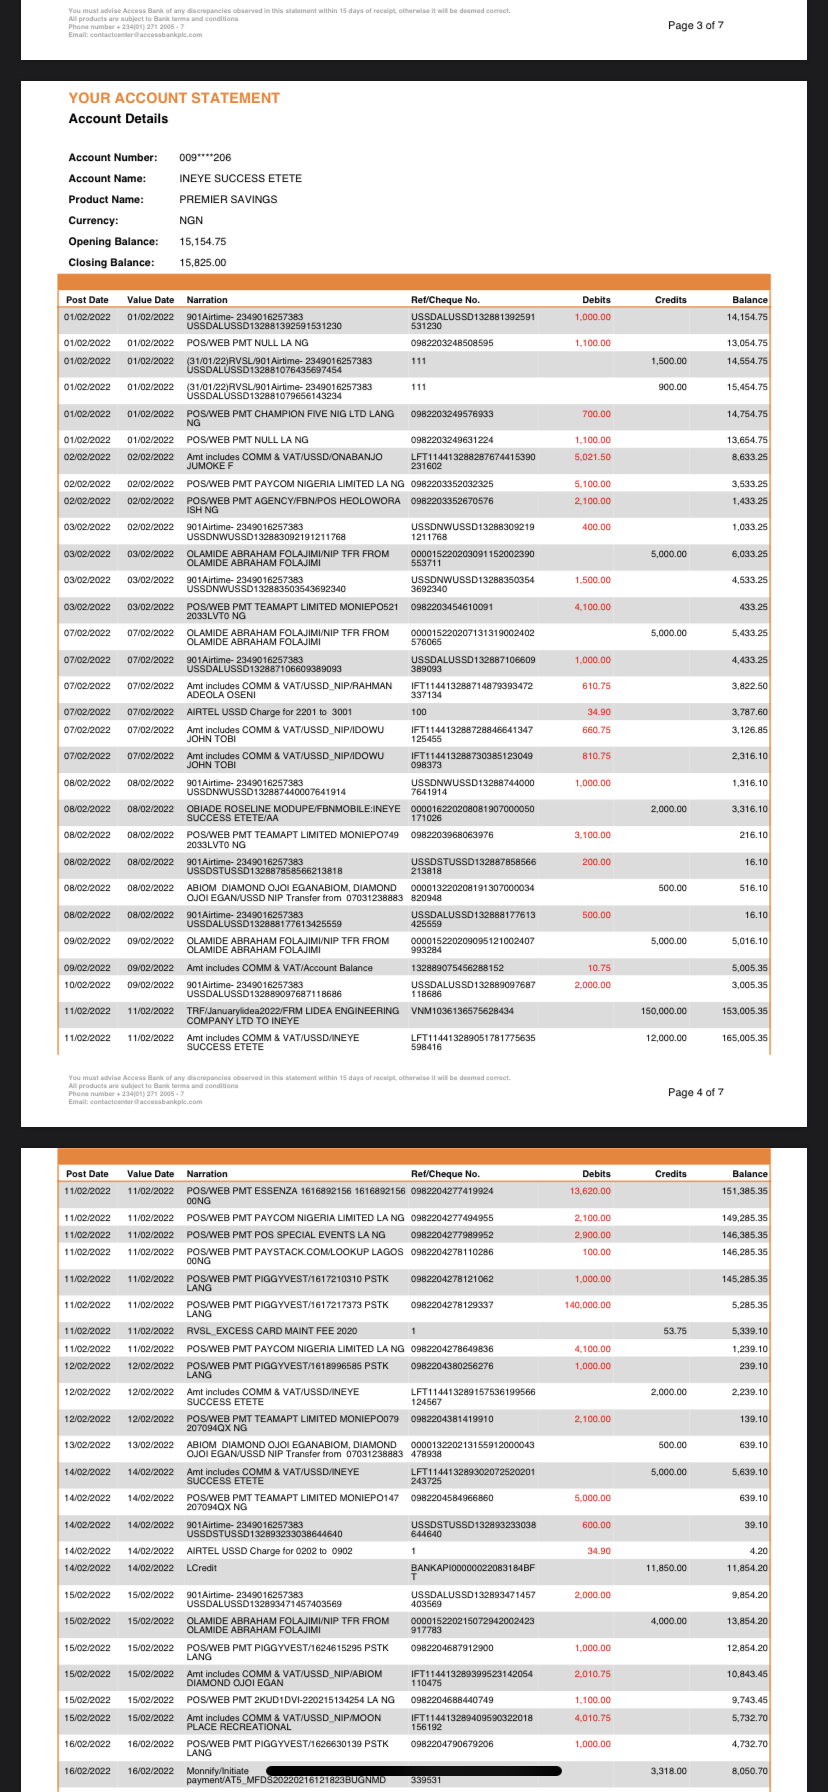 You must advise Access Bank of any discrepancies observed in this statement within 15 days of receipt, otherwise it will be deemed correct.
All products are subject to Bank terms and conditions
Phone number + 234(01) 271 2005 - 7
Email: contactcenter@accessbankplc.com
Page 3 of 7
YOUR ACCOUNT STATEMENT
Account Details
Account Number: 009****206
Account Name: INEYE SUCCESS ETETE
Product Name: PREMIER SAVINGS
Currency: NGN
Opening Balance: 15,154.75
Closing Balance: 15,825.00
Post Date Value Date Narration Ref/Cheque No. Debits Credits Balance
01/02/2022 01/02/2022 901Airtime- 2349016257383 USSDALUSSD132881392591 1,000.00 14,154.75
USSDALUSSD132881392591531230 531230
01/02/2022 01/02/2022 POS/WEB PMT NULL LA NG 0982203248508595 1,100.00 13,054.75
01/02/2022 01/02/2022 (31/01/22)RVSL/901Airtime- 2349016257383 111 1,500.00 14,554.75
USSDALUSSD132881076435697454
01/02/2022 01/02/2022 (31/01/22)RVSL/901Airtime- 2349016257383 111 900.00 15,454.75
USSDALUSSD132881079656143234
01/02/2022 01/02/2022 POS/WEB PMT CHAMPION FIVE NIG LTD LANG 0982203249576933 700.00 14,754.75
NG
01/02/2022 01/02/2022 POS/WEB PMT NULL LA NG 0982203249631224 1,100.00 13,654.75
02/02/2022 02/02/2022 Amt includes COMM & VAT/USSD/ONABANJO LFT114413288287674415390 5,021.50 8,633.25
JUMOKE F 231602
02/02/2022 02/02/2022 POS/WEB PMT PAYCOM NIGERIA LIMITED LA NG 0982203352032325 5,100.00 3,533.25
02/02/2022 02/02/2022 POS/WEB PMT AGENCY/FBN/POS HEOLOWORA 0982203352670576 2,100.00 1,433.25
ISH NG
03/02/2022 02/02/2022 901Airtime- 2349016257383 USSDNWUSSD13288309219 400.00 1,033.25
USSDNWUSSD132883092191211768 1211768
03/02/2022 03/02/2022 OLAMIDE ABRAHAM FOLAJIMI/NIP TFR FROM 000015220203091152002390 5,000.00 6,033.25
OLAMIDE ABRAHAM FOLAJIMI 553711
03/02/2022 03/02/2022 901Airtime- 2349016257383 USSDNWUSSD13288350354 1,500.00 4,533.25
USSDNWUSSD132883503543692340 3692340
03/02/2022 03/02/2022 POS/WEB PMT TEAMAPT LIMITED MONIEPO521 0982203454610091 4,100.00 433.25
2033LVT0 NG
07/02/2022 07/02/2022 OLAMIDE ABRAHAM FOLAJIMI/NIP TFR FROM 000015220207131319002402 5,000.00 5,433.25
OLAMIDE ABRAHAM FOLAJIMI 576065
07/02/2022 07/02/2022 901Airtime- 2349016257383 USSDALUSSD132887106609 1,000.00 4,433.25
USSDALUSSD132887106609389093 389093
07/02/2022 07/02/2022 Amt includes COMM & VAT/USSD_NIP/RAHMAN IFT114413288714879393472 610.75 3,822.50
ADEOLA OSENI 337134
07/02/2022 07/02/2022 AIRTEL USSD Charge for 2201 to 3001 100 34.90 3,787.60
07/02/2022 07/02/2022 Amt includes COMM & VAT/USSD_NIP/IDOWU IFT114413288728846641347 660.75 3,126.85
JOHN TOBI 125455
07/02/2022 07/02/2022 Amt includes COMM & VAT/USSD_NIP/IDOWU IFT114413288730385123049 810.75 2,316.10
JOHN TOBI 098373
08/02/2022 08/02/2022 901Airtime- 2349016257383 USSDNWUSSD13288744000 1,000.00 1,316.10
USSDNWUSSD132887440007641914 7641914
08/02/2022 08/02/2022 OBIADE ROSELINE MODUPE/FBNMOBILE:INEYE 000016220208081907000050 2,000.00 3,316.10
SUCCESS ETETE/AA 171026
08/02/2022 08/02/2022 POS/WEB PMT TEAMAPT LIMITED MONIEPO749 0982203968063976 3,100.00 216.10
2033LVT0 NG
08/02/2022 08/02/2022 901Airtime- 2349016257383 USSDSTUSSD132887858566 200.00 16.10
USSDSTUSSD132887858566213818 213818
08/02/2022 08/02/2022 ABIOM DIAMOND OJOI EGANABIOM, DIAMOND 000013220208191307000034 500.00 516.10
OJOI EGAN/USSD NIP Transfer from 07031238883 820948
08/02/2022 08/02/2022 901Airtime- 2349016257383 USSDALUSSD132888177613 500.00 16.10
USSDALUSSD132888177613425559 425559
09/02/2022 09/02/2022 OLAMIDE ABRAHAM FOLAJIMI/NIP TFR FROM 000015220209095121002407 5,000.00 5,016.10
OLAMIDE ABRAHAM FOLAJIMI 993284
09/02/2022 09/02/2022 Amt includes COMM & VAT/Account Balance 132889075456288152 10.75 5,005.35
10/02/2022 09/02/2022 901Airtime- 2349016257383 USSDALUSSD132889097687 2,000.00 3,005.35
USSDALUSSD132889097687118686 118686
11/02/2022 11/02/2022 TRF/Januarylidea2022/FRM LIDEA ENGINEERING VNM1036136575628434 150,000.00 153,005.35
COMPANY LTD TO INEYE
11/02/2022 11/02/2022 Amt includes COMM & VAT/USSD/INEYE LFT114413289051781775635 12,000.00 165,005.35
SUCCESS ETETE 598416
You must advise Access Bank of any discrepancies observed in this statement within 15 days of receipt, otherwise it will be deemed correct.
All products are subject to Bank terms and conditions
Phone number + 234(01) 271 2005 - 7
Email: contactcenter@accessbankplc.com
Page 4 of 7
Post Date Value Date Narration Ref/Cheque No. Debits Credits Balance
11/02/2022 11/02/2022 POS/WEB PMT ESSENZA 1616892156 1616892156 0982204277419924 13,620.00 151,385.35
00NG
11/02/2022 11/02/2022 POS/WEB PMT PAYCOM NIGERIA LIMITED LA NG 0982204277494955 2,100.00 149,285.35
11/02/2022 11/02/2022 POS/WEB PMT POS SPECIAL EVENTS LA NG 0982204277989952 2,900.00 146,385.35
11/02/2022 11/02/2022 POS/WEB PMT PAYSTACK.COM/LOOKUP LAGOS 0982204278110286 100.00 146,285.35
00NG
11/02/2022 11/02/2022 POS/WEB PMT PIGGYVEST/1617210310 PSTK 0982204278121062 1,000.00 145,285.35
LANG
11/02/2022 11/02/2022 POS/WEB PMT PIGGYVEST/1617217373 PSTK 0982204278129337 140,000.00 5,285.35
LANG
11/02/2022 11/02/2022 RVSL_EXCESS CARD MAINT FEE 2020 1 53.75 5,339.10
11/02/2022 11/02/2022 POS/WEB PMT PAYCOM NIGERIA LIMITED LA NG 0982204278649836 4,100.00 1,239.10
12/02/2022 12/02/2022 POS/WEB PMT PIGGYVEST/1618996585 PSTK 0982204380256276 1,000.00 239.10
LANG
12/02/2022 12/02/2022 Amt includes COMM & VAT/USSD/INEYE LFT114413289157536199566 2,000.00 2,239.10
SUCCESS ETETE 124567
12/02/2022 12/02/2022 POS/WEB PMT TEAMAPT LIMITED MONIEPO079 0982204381419910 2,100.00 139.10
207094QX NG
13/02/2022 13/02/2022 ABIOM DIAMOND OJOI EGANABIOM, DIAMOND 000013220213155912000043 500.00 639.10
OJOI EGAN/USSD NIP Transfer from 07031238883 478938
14/02/2022 14/02/2022 Amt includes COMM & VAT/USSD/INEYE LFT114413289302072520201 5,000.00 5,639.10
SUCCESS ETETE 243725
14/02/2022 14/02/2022 POS/WEB PMT TEAMAPT LIMITED MONIEPO147 0982204584966860 5,000.00 639.10
207094QX NG
14/02/2022 14/02/2022 901Airtime- 2349016257383 USSDSTUSSD132893233038 600.00 39.10
USSDSTUSSD132893233038644640 644640
14/02/2022 14/02/2022 AIRTEL USSD Charge for 0202 to 0902 1 34.90 4.20
14/02/2022 14/02/2022 LCredit BANKAPI00000022083184BF 11,850.00 11,854.20
T
15/02/2022 15/02/2022 901Airtime- 2349016257383 USSDALUSSD132893471457 2,000.00 9,854.20
USSDALUSSD132893471457403569 403569
15/02/2022 15/02/2022 OLAMIDE ABRAHAM FOLAJIMI/NIP TFR FROM 000015220215072942002423 4,000.00 13,854.20
OLAMIDE ABRAHAM FOLAJIMI 917783
15/02/2022 15/02/2022 POS/WEB PMT PIGGYVEST/1624615295 PSTK 0982204687912900 1,000.00 12,854.20
LANG
15/02/2022 15/02/2022 Amt includes COMM & VAT/USSD_NIP/ABIOM IFT114413289399523142054 2,010.75 10,843.45
DIAMOND OJOI EGAN 110475
15/02/2022 15/02/2022 POS/WEB PMT 2KUD1DVI-220215134254 LA NG 0982204688440749 1,100.00 9,743.45
15/02/2022 15/02/2022 Amt includes COMM & VAT/USSD_NIP/MOON IFT114413289409590322018 4,010.75 5,732.70
PLACE RECREATIONAL 156192
16/02/2022 16/02/2022 POS/WEB PMT PIGGYVEST/1626630139 PSTK 0982204790679206 1,000.00 4,732.70
LANG
16/02/2022 16/02/2022 Monnify/Initiate 3,318.00 8,050.70
payment/AT5_MFDS20220216121823BUGNMD 339531